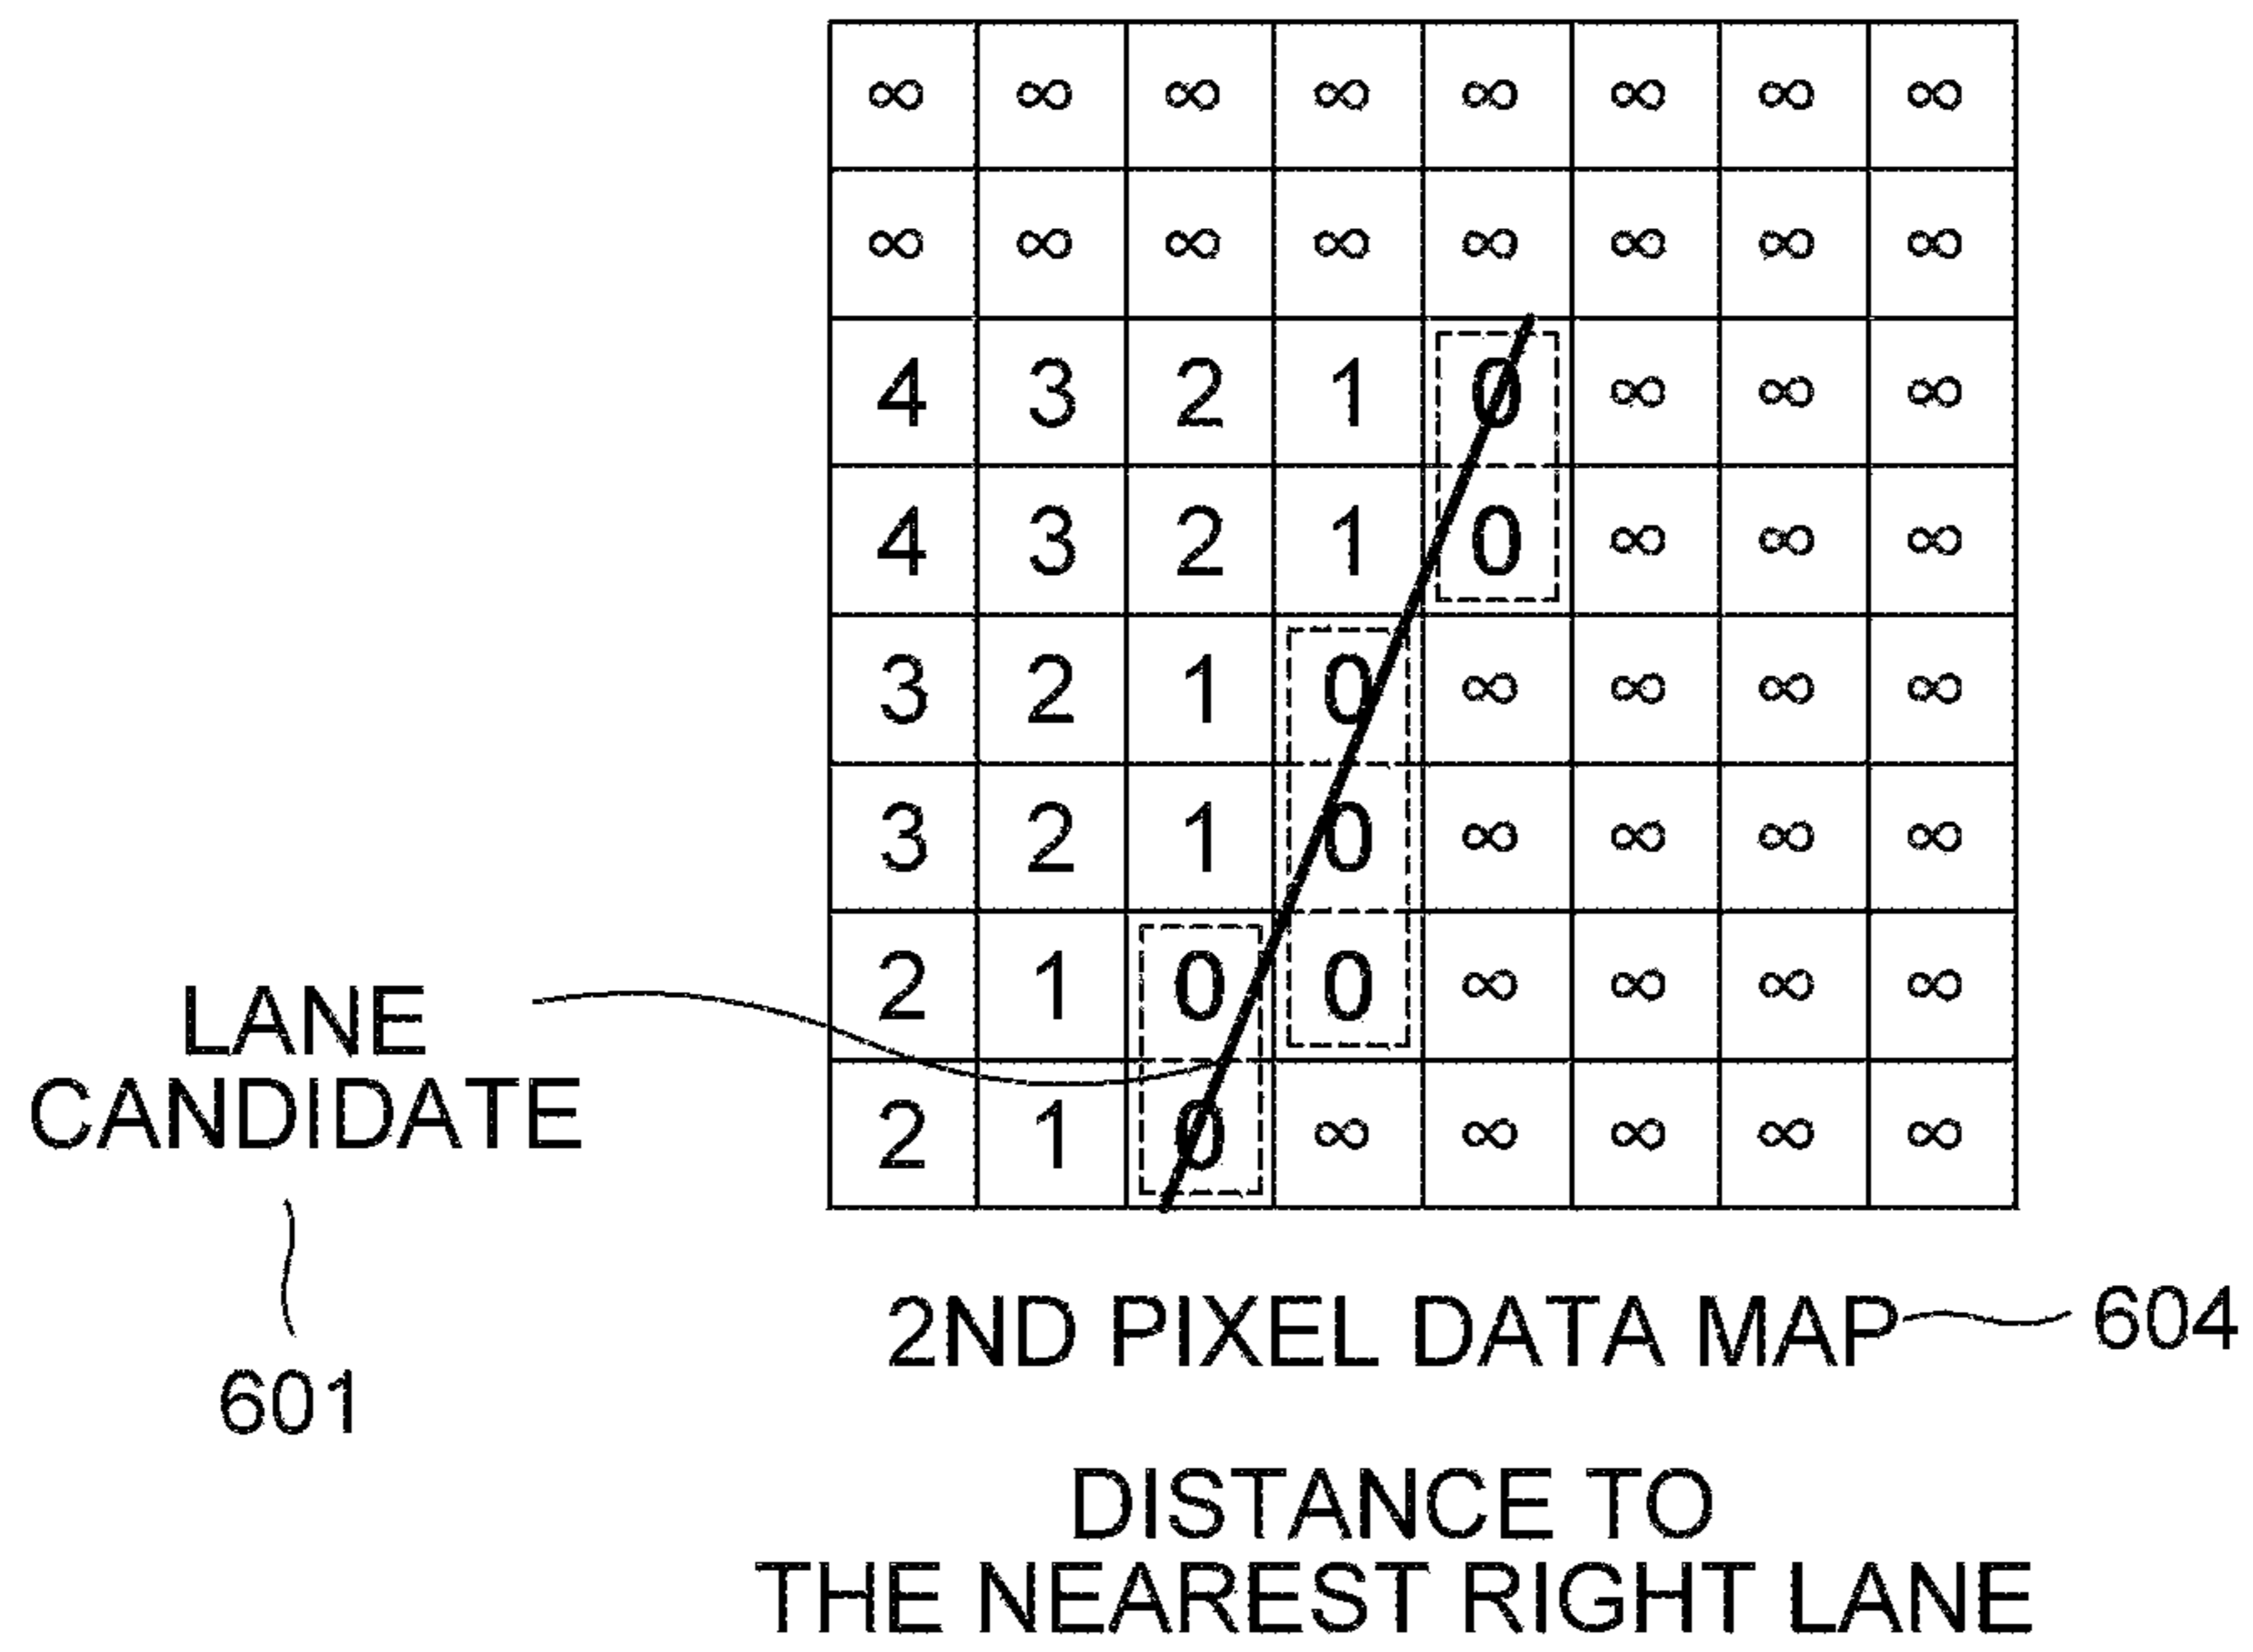 ∞ ∞ ∞ ∞ ∞ ∞ ∞ ∞
∞ ∞ ∞ ∞ ∞ ∞ ∞ ∞
4 3 2 1 0 ∞ ∞ ∞
4 3 2 1 0 ∞ ∞ ∞
3 2 1 0 ∞ ∞ ∞ ∞
3 2 1 0 ∞ ∞ ∞ ∞
2 1 0 0 ∞ ∞ ∞ ∞
2 1 0 ∞ ∞ ∞ ∞ ∞
LANE
CANDIDATE
601
2ND PIXEL DATA MAP 604
DISTANCE TO
THE NEAREST RIGHT LANE